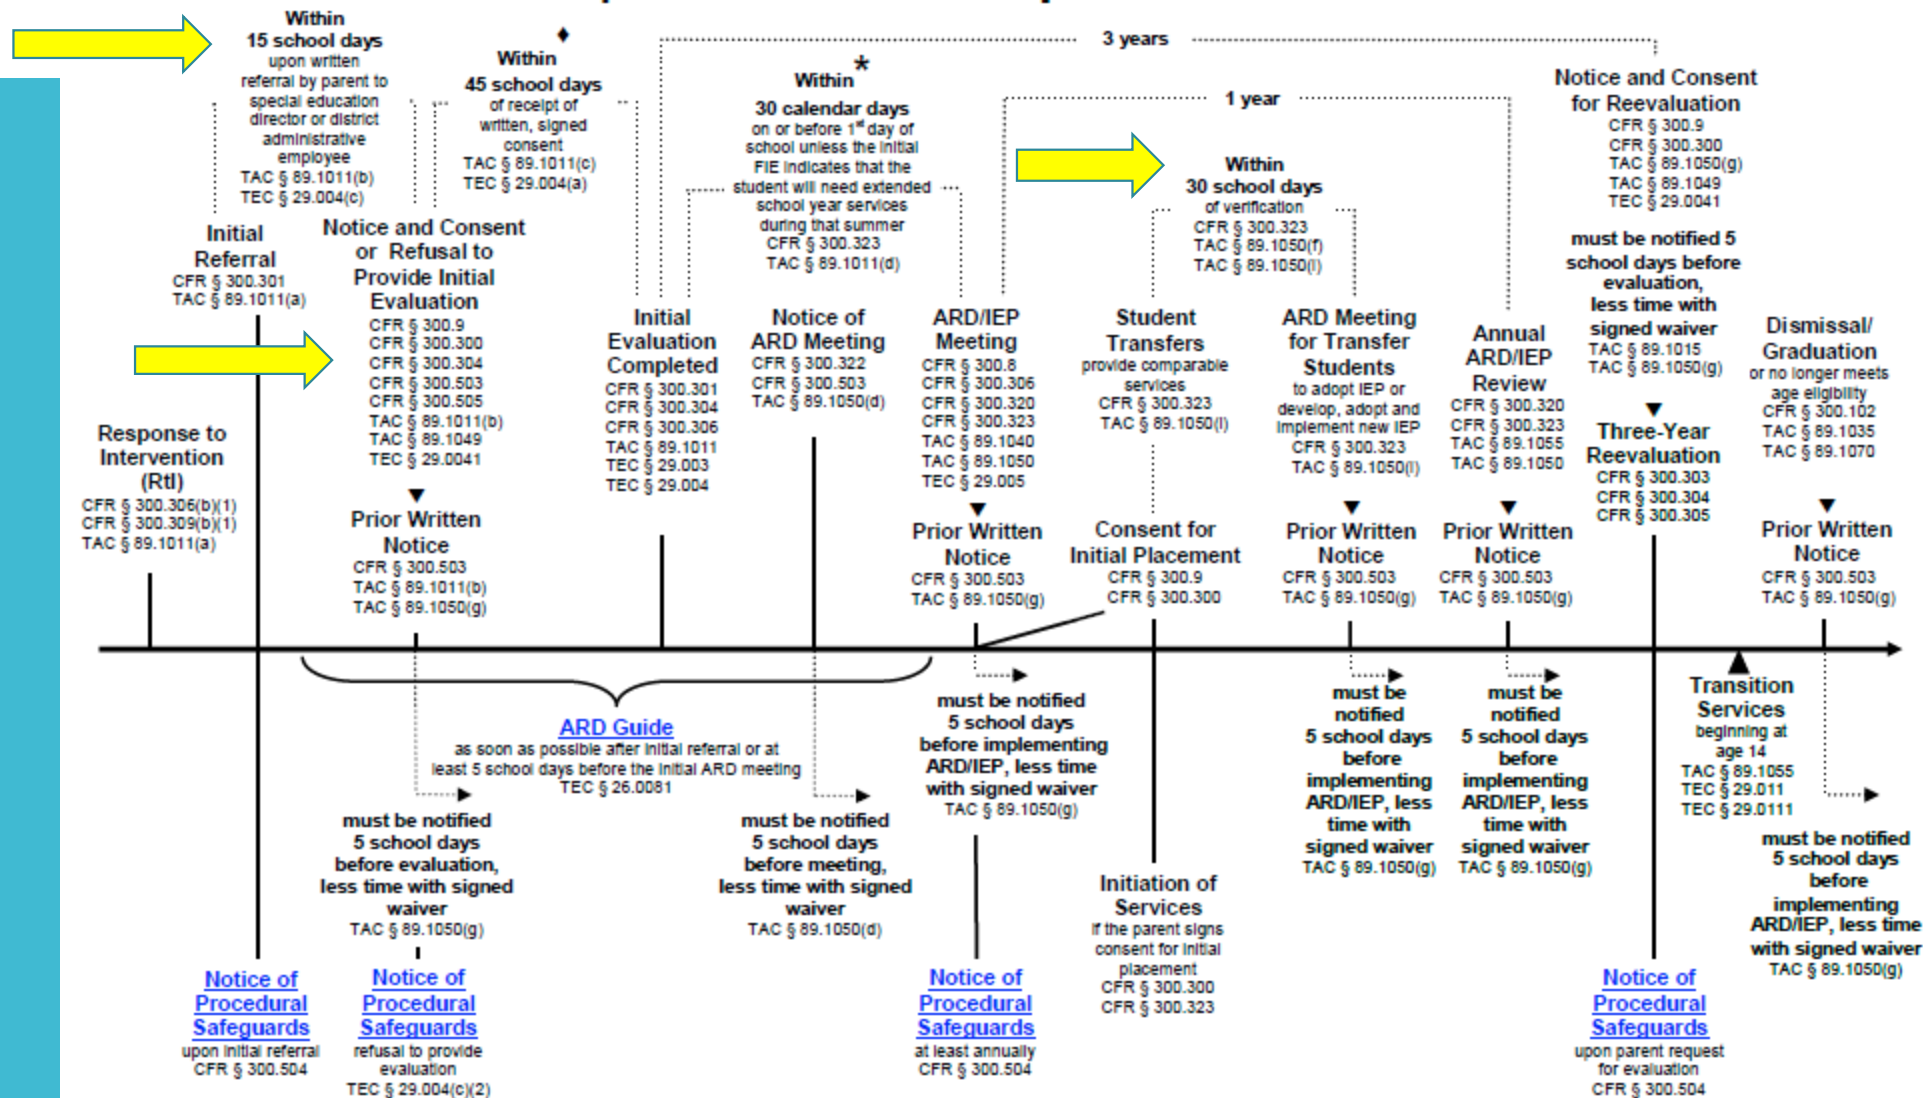 Within
15 school days
upon written
referral by parent to
special education
director or district
administrative
employee
TAC § 89.1011(b)
TEC § 29.004(c)
♦
Within
45 school days
of receipt of
written, signed
consent
TAC § 89.1011(c)
TEC § 29.004(a)
Within *
30 calendar days
on or before 1st day of
school unless the initial
FIE indicates that the
student will need extended
school year services
during that summer
CFR § 300.323
TAC § 89.1011(d)
3 years
1 year
Within
30 school days
of verification
CFR § 300.323
TAC § 89.1050(f)
TAC § 89.1050(i)
Notice and Consent
for Reevaluation
CFR § 300.9
CFR § 300.300
TAC § 89.1050(g)
TAC § 89.1049
TEC § 29.0041
must be notified 5
school days before
evaluation,
less time with
signed waiver
TAC § 89.1015
TAC § 89.1050(g)
Three-Year
Reevaluation
CFR § 300.303
CFR § 300.304
CFR § 300.305
Response to
Intervention
(RtI)
CFR § 300.306(b)(1)
CFR § 300.309(b)(1)
TAC § 89.1011(a)
Initial
Referral
CFR § 300.301
TAC § 89.1011(a)
Notice and Consent
or Refusal to
Provide Initial
Evaluation
CFR § 300.9
CFR § 300.300
CFR § 300.304
CFR § 300.503
CFR § 300.505
TAC § 89.1011(b)
TAC § 89.1049
TEC § 29.0041
Prior Written
Notice
CFR § 300.503
TAC § 89.1011(b)
TAC § 89.1050(g)
Initial
Evaluation
Completed
CFR § 300.301
CFR § 300.304
CFR § 300.306
TAC § 89.1011
TEC § 29.003
TEC § 29.004
Notice of
ARD Meeting
CFR § 300.322
CFR § 300.503
TAC § 89.1050(d)
ARD/IEP
Meeting
CFR § 300.8
CFR § 300.306
CFR § 300.320
CFR § 300.323
TAC § 89.1040
TAC § 89.1050
TEC § 29.005
Prior Written
Notice
CFR § 300.503
TAC § 89.1050(g)
Student
Transfers
provide comparable
services
CFR § 300.323
TAC § 89.1050(i)
Consent for
Initial Placement
CFR § 300.9
CFR § 300.300
ARD Meeting
for Transfer
Students
to adopt IEP or
develop, adopt and
implement new IEP
CFR § 300.323
TAC § 89.1050(i)
Prior Written
Notice
CFR § 300.503
TAC § 89.1050(g)
Annual
ARD/IEP
Review
CFR § 300.320
CFR § 300.323
TAC § 89.1055
TAC § 89.1050
Prior Written
Notice
CFR § 300.503
TAC § 89.1050(g)
Dismissal/
Graduation
or no longer meets
age eligibility
CFR § 300.102
TAC § 89.1035
TAC § 89.1070
Prior Written
Notice
CFR § 300.503
TAC § 89.1050(g)
ARD Guide
as soon as possible after initial referral or at
least 5 school days before the initial ARD meeting
TEC § 26.0081
must be notified
5 school days
before evaluation,
less time with signed
waiver
TAC § 89.1050(g)
must be notified
5 school days
before meeting,
less time with signed
waiver
TAC § 89.1050(d)
must be notified
5 school days
before implementing
ARD/IEP, less time
with signed waiver
TAC § 89.1050(g)
Initiation of
Services
if the parent signs
consent for initial
placement
CFR § 300.300
CFR § 300.323
must be
notified
5 school days
before
implementing
ARD/IEP, less
time with
signed waiver
TAC § 89.1050(g)
must be
notified
5 school days
before
implementing
ARD/IEP, less
time with
signed waiver
TAC § 89.1050(g)
Transition
Services
beginning at
age 14
TAC § 89.1055
TEC § 29.011
TEC § 29.0111
must be notified
5 school days
before
implementing
ARD/IEP, less time
with signed waiver
TAC § 89.1050(g)
Notice of
Procedural
Safeguards
upon initial referral
CFR § 300.504
Notice of
Procedural
Safeguards
refusal to provide
evaluation
TEC § 29.004(c)(2)
Notice of
Procedural
Safeguards
at least annually
CFR § 300.504
Notice of
Procedural
Safeguards
upon parent request
for evaluation
CFR § 300.504